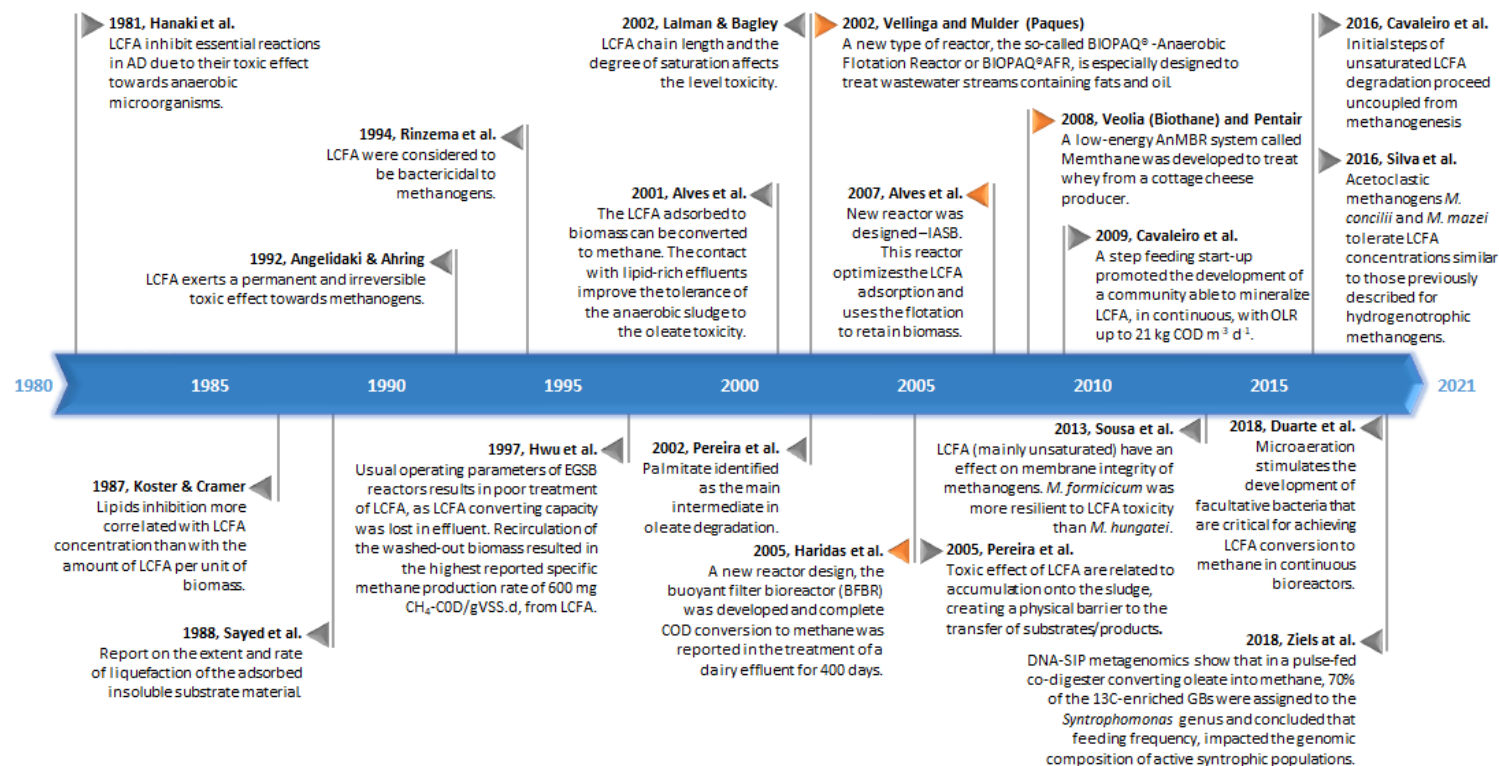 1981, Hanaki et al.
LCFA inhibit essential reactions
in AD due to their toxic effect
towards anaerobic
microorganisms.
1994, Rinzema et al.
LCFA were considered to
be bactericidal to
methanogens.
1992, Angelidaki & Ahring
LCFA exerts a permanent and irreversible
toxic effect towards methanogens.
2002, Lalman & Bagley
LCFA chain length and the
degree of saturation affects
the level toxicity.
2001, Alves et al.
The LCFA adsorbed to
biomass can be converted
to methane. The contact
with lipid-rich effluents
improve the tolerance of
the anaerobic sludge to
the oleate toxicity.
2002, Vellinga and Mulder (Paques)
A new type of reactor, the so-called BIOPAQ® -Anaerobic
Flotation Reactor or BIOPAQ®AFR, is especially designed to
treat wastewater streams containing fats and oil.
2007, Alves et al.
New reactor was
designed–IASB.
This reactor
optimizes the LCFA
adsorption and
uses the flotation
to retain biomass.
2008, Veolia (Biothane) and Pentair
A low-energy AnMBR system called
Memthane was developed to treat
whey from a cottage cheese
producer.
2009, Cavaleiro et al.
A step feeding start-up
promoted the development of
a community able to mineralize
LCFA, in continuous, with OLR
up to 21 kg COD m⁻³ d⁻¹.
2016, Cavaleiro et al.
Initial steps of
unsaturated LCFA
degradation proceed
uncoupled from
methanogenesis
2016, Silva et al.
Acetoclastic
methanogens M.
concilii and M. mazei
tolerate LCFA
concentrations similar
to those previously
described for
hydrogenotrophic
methanogens.
1980 1985 1990 1995 2000 2005 2010 2015 2021
1987, Koster & Cramer
Lipids inhibition more
correlated with LCFA
concentration than with the
amount of LCFA per unit of
biomass.
1988, Sayed et al.
Report on the extent and rate
of liquefaction of the adsorbed
insoluble substrate material.
1997, Hwu et al.
Usual operating parameters of EGSB
reactors results in poor treatment
of LCFA, as LCFA converting capacity
was lost in effluent. Recirculation of
the washed-out biomass resulted in
the highest reported specific
methane production rate of 600 mg
CH₄-C0D/gVSS.d, from LCFA.
2002, Pereira et al.
Palmitate identified
as the main
intermediate in
oleate degradation.
2005, Haridas et al.
A new reactor design, the
buoyant filter bioreactor (BFBR)
was developed and complete
COD conversion to methane was
reported in the treatment of a
dairy effluent for 400 days.
2013, Sousa et al.
LCFA (mainly unsaturated) have an
effect on membrane integrity of
methanogens. M. formicicum was
more resilient to LCFA toxicity
than M. hungatei.
2005, Pereira et al.
Toxic effect of LCFA are related to
accumulation onto the sludge,
creating a physical barrier to the
transfer of substrates/products.
2018, Duarte et al.
Microaeration
stimulates the
development of
facultative bacteria that
are critical for achieving
LCFA conversion to
methane in continuous
bioreactors.
2018, Ziels at al.
DNA-SIP metagenomics show that in a pulse-fed
co-digester converting oleate into methane, 70%
of the 13C-enriched GBs were assigned to the
Syntrophomonas genus and concluded that
feeding frequency, impacted the genomic
composition of active syntrophic populations.